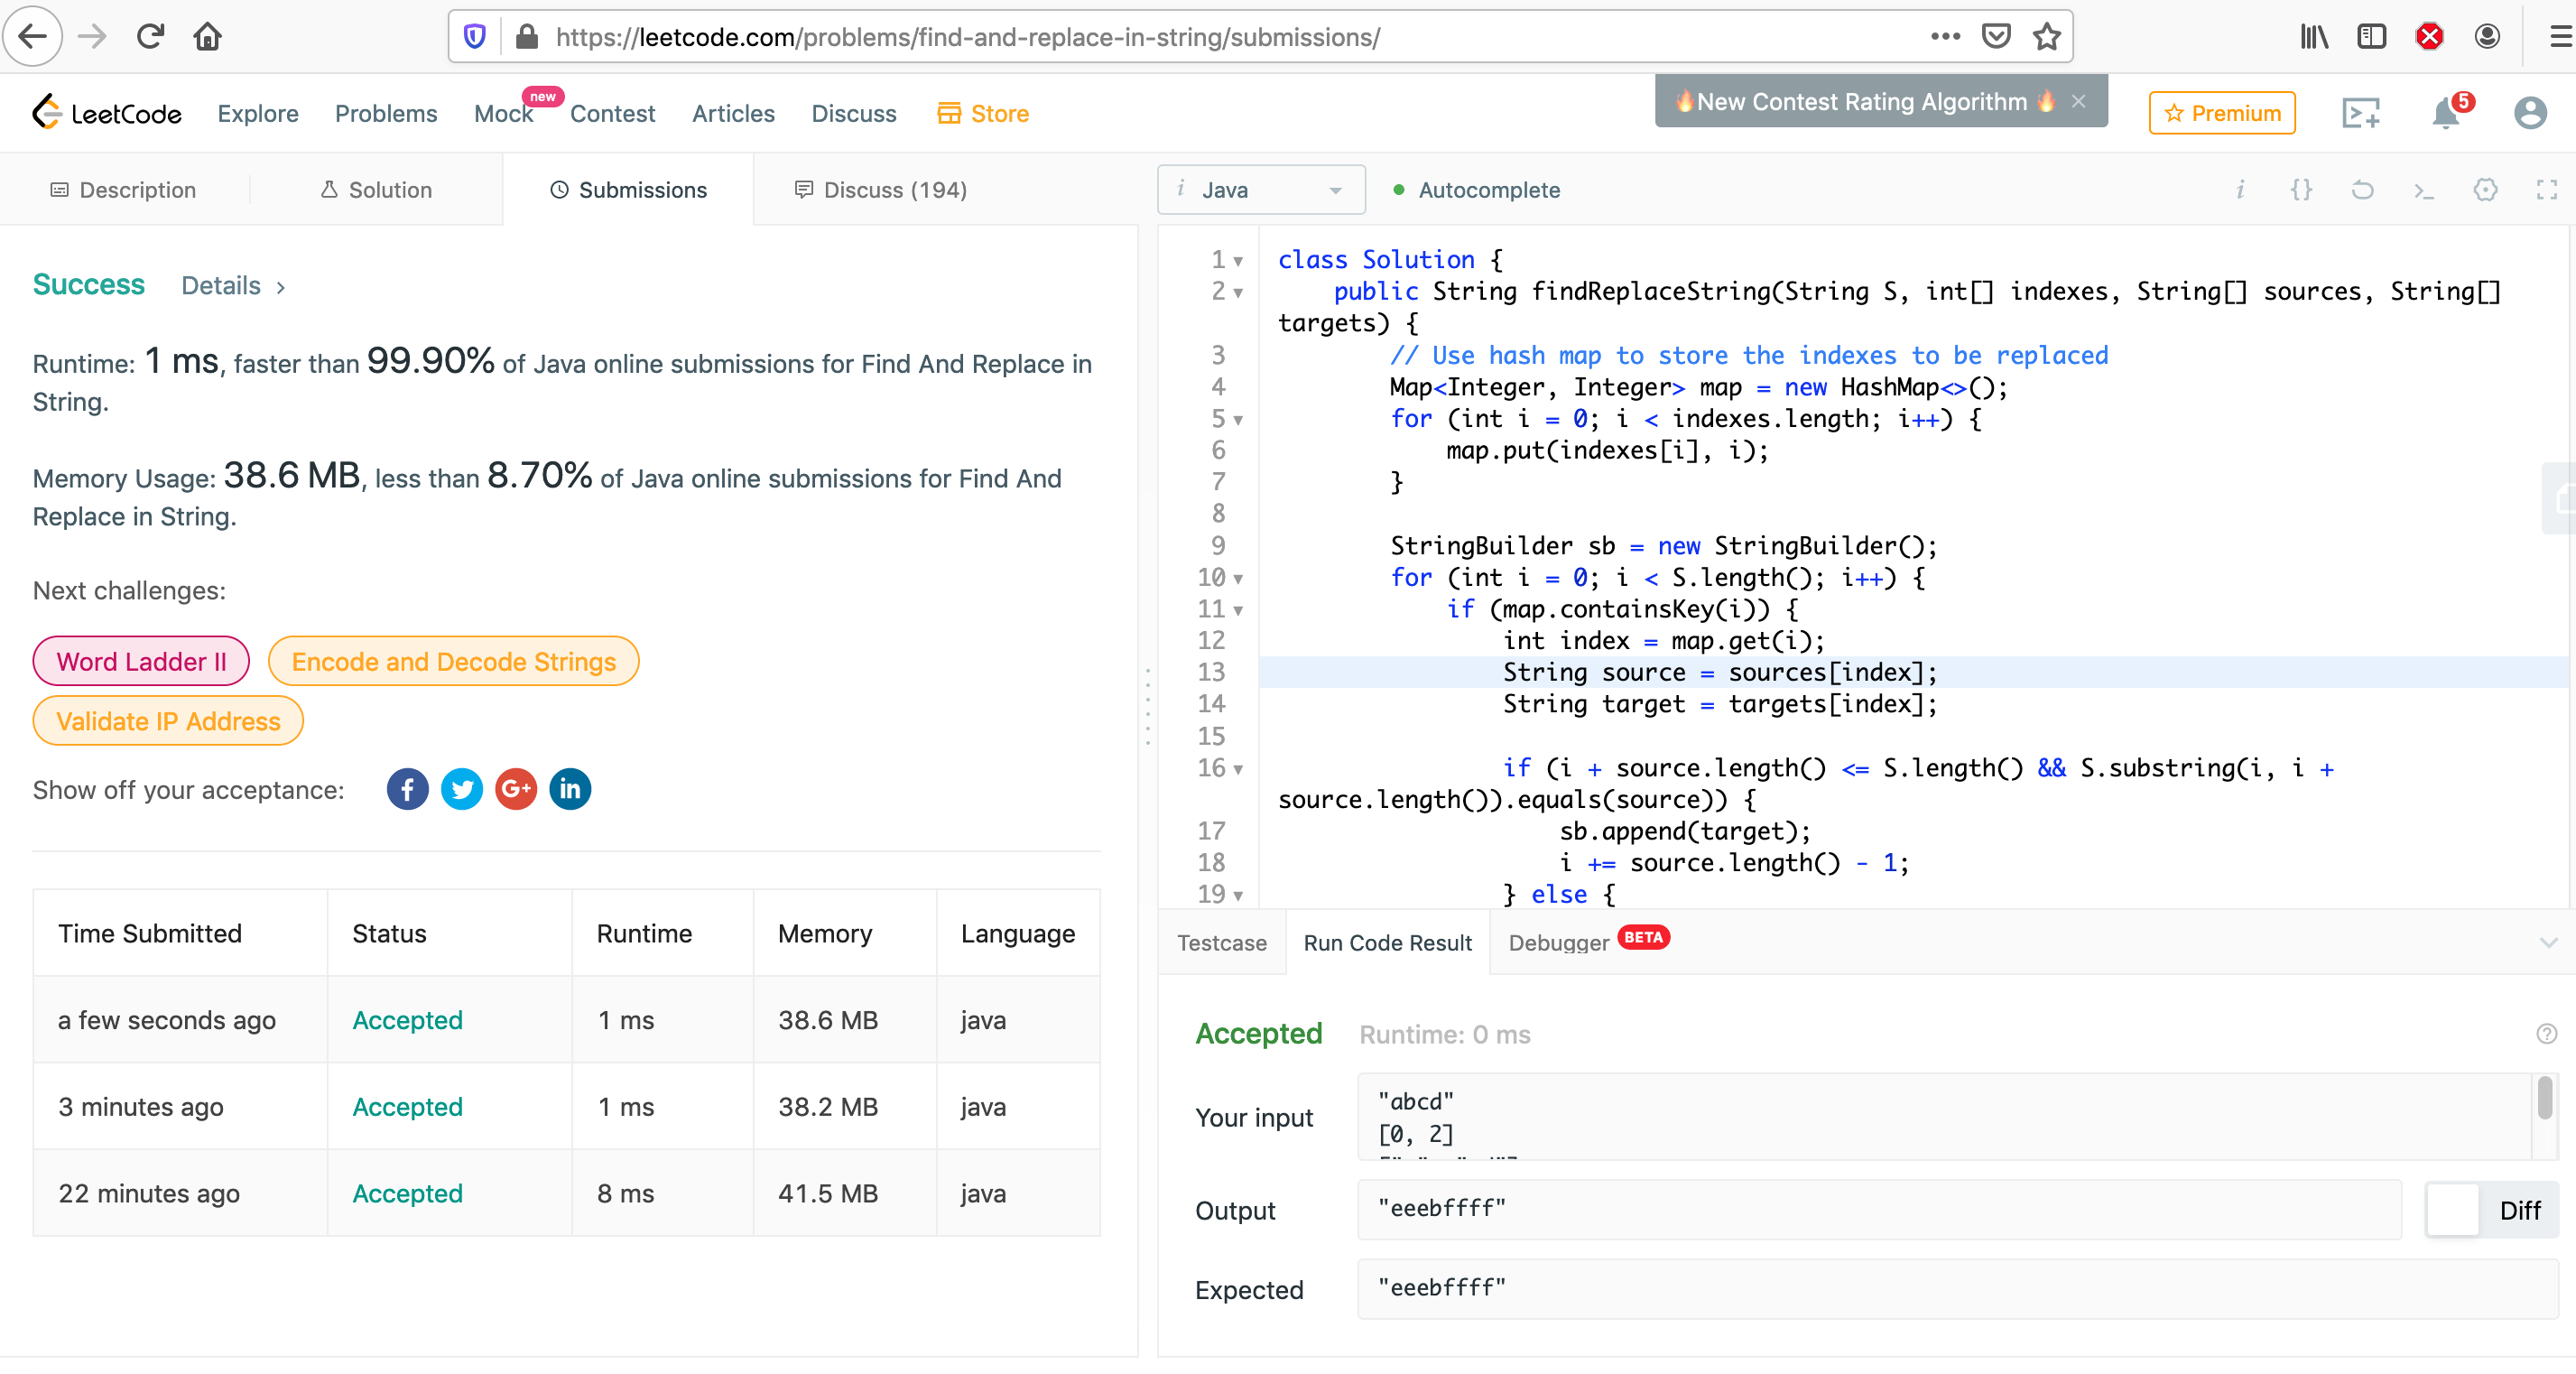 https://leetcode.com/problems/find-and-replace-in-string/submissions/
LeetCode
Explore
Problems
Mock
new
Contest
Articles
Discuss
Store
🔥New Contest Rating Algorithm 🔥
Premium
5
Description
Solution
Submissions
Discuss (194)
i Java
Autocomplete
Success
Details
Runtime: 1 ms, faster than 99.90% of Java online submissions for Find And Replace in
String.
Memory Usage: 38.6 MB, less than 8.70% of Java online submissions for Find And
Replace in String.
Next challenges:
Word Ladder II
Encode and Decode Strings
Validate IP Address
Show off your acceptance:
Time Submitted Status Runtime Memory Language
a few seconds ago Accepted 1 ms 38.6 MB java
3 minutes ago Accepted 1 ms 38.2 MB java
22 minutes ago Accepted 8 ms 41.5 MB java
1 class Solution {
2 public String findReplaceString(String S, int[] indexes, String[] sources, String[]
targets) {
3 // Use hash map to store the indexes to be replaced
4 Map<Integer, Integer> map = new HashMap<>();
5 for (int i = 0; i < indexes.length; i++) {
6 map.put(indexes[i], i);
7 }
8
9 StringBuilder sb = new StringBuilder();
10 for (int i = 0; i < S.length(); i++) {
11 if (map.containsKey(i)) {
12 int index = map.get(i);
13 String source = sources[index];
14 String target = targets[index];
15
16 if (i + source.length() <= S.length() && S.substring(i, i +
source.length()).equals(source)) {
17 sb.append(target);
18 i += source.length() - 1;
19 } else {
Testcase
Run Code Result
Debugger
BETA
Accepted
Runtime: 0 ms
Your input
"abcd"
[0, 2]
Output
"eeebffff"
Diff
Expected
"eeebffff"